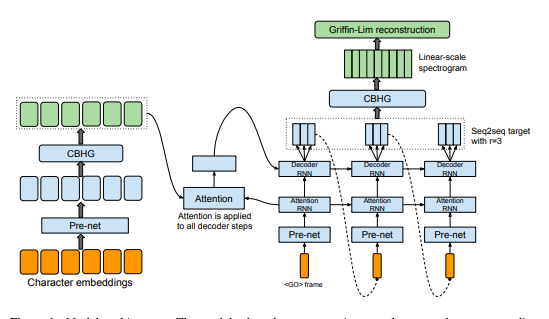 Griffin-Lim reconstruction
Linear-scale
spectrogram
CBHG
Seq2seq target
with r=3
CBHG
Decoder
RNN
Decoder
RNN
Decoder
RNN
Attention
Attention
RNN
Attention
RNN
Attention
RNN
Attention is applied
to all decoder steps
Pre-net
Pre-net
Pre-net
Pre-net
<GO> frame
Character embeddings